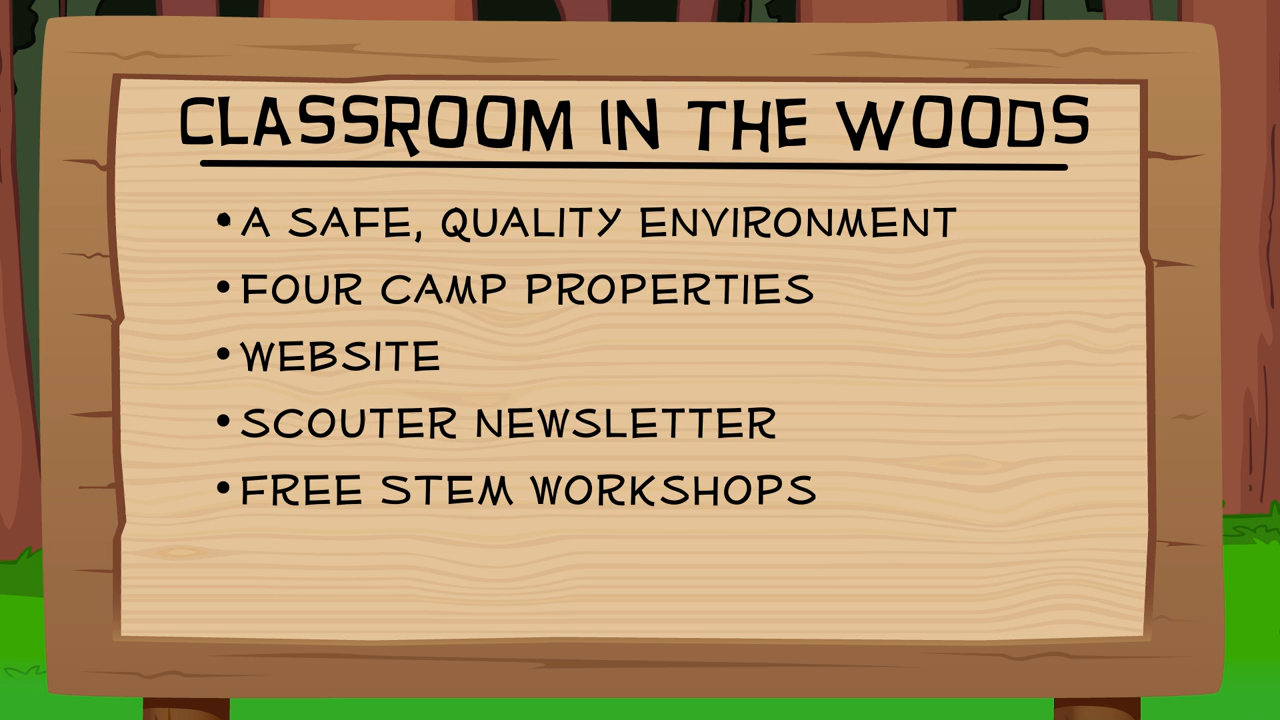 CLASSROOM IN THE WOODS
• A SAFE, QUALITY ENVIRONMENT
• FOUR CAMP PROPERTIES
• WEBSITE
• SCOUTER NEWSLETTER
• FREE STEM WORKSHOPS